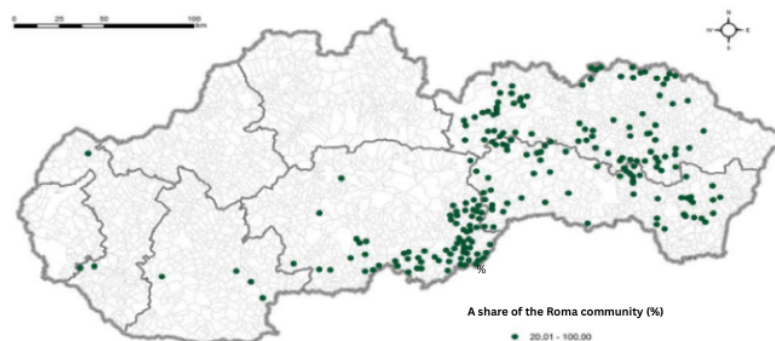 0 25 50 100
km
N
W E
S
%
A share of the Roma community (%)
20,01 - 100,00